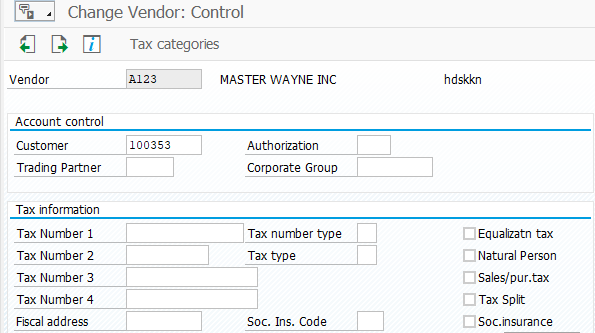 Change Vendor: Control
Tax categories
Vendor A123 MASTER WAYNE INC hdskkn
Account control
Customer 100353 Authorization
Trading Partner Corporate Group
Tax information
Tax Number 1 Tax number type Equalizatn tax
Tax Number 2 Tax type Natural Person
Tax Number 3 Sales/pur.tax
Tax Number 4 Tax Split
Fiscal address Soc. Ins. Code Soc.insurance